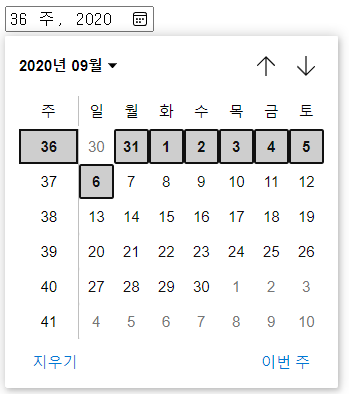 36 주, 2020
2020년 09월
주 일 월 화 수 목 금 토
36 30 31 1 2 3 4 5
37 6 7 8 9 10 11 12
38 13 14 15 16 17 18 19
39 20 21 22 23 24 25 26
40 27 28 29 30 1 2 3
41 4 5 6 7 8 9 10
지우기 이번 주